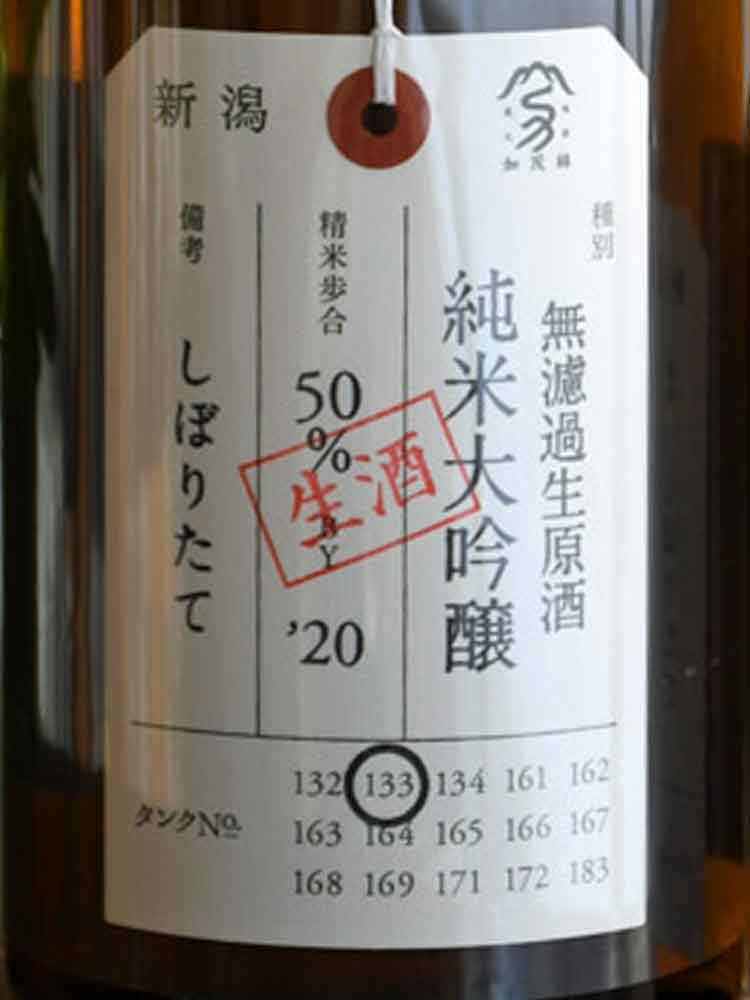 新潟
加茂錦
種別
無濾過生原酒
純米大吟醸
精米歩合
50
%
BY
'20
生酒
備考
しぼりたて
タンクNo.
132 133 134 161 162
163 164 165 166 167
168 169 171 172 183